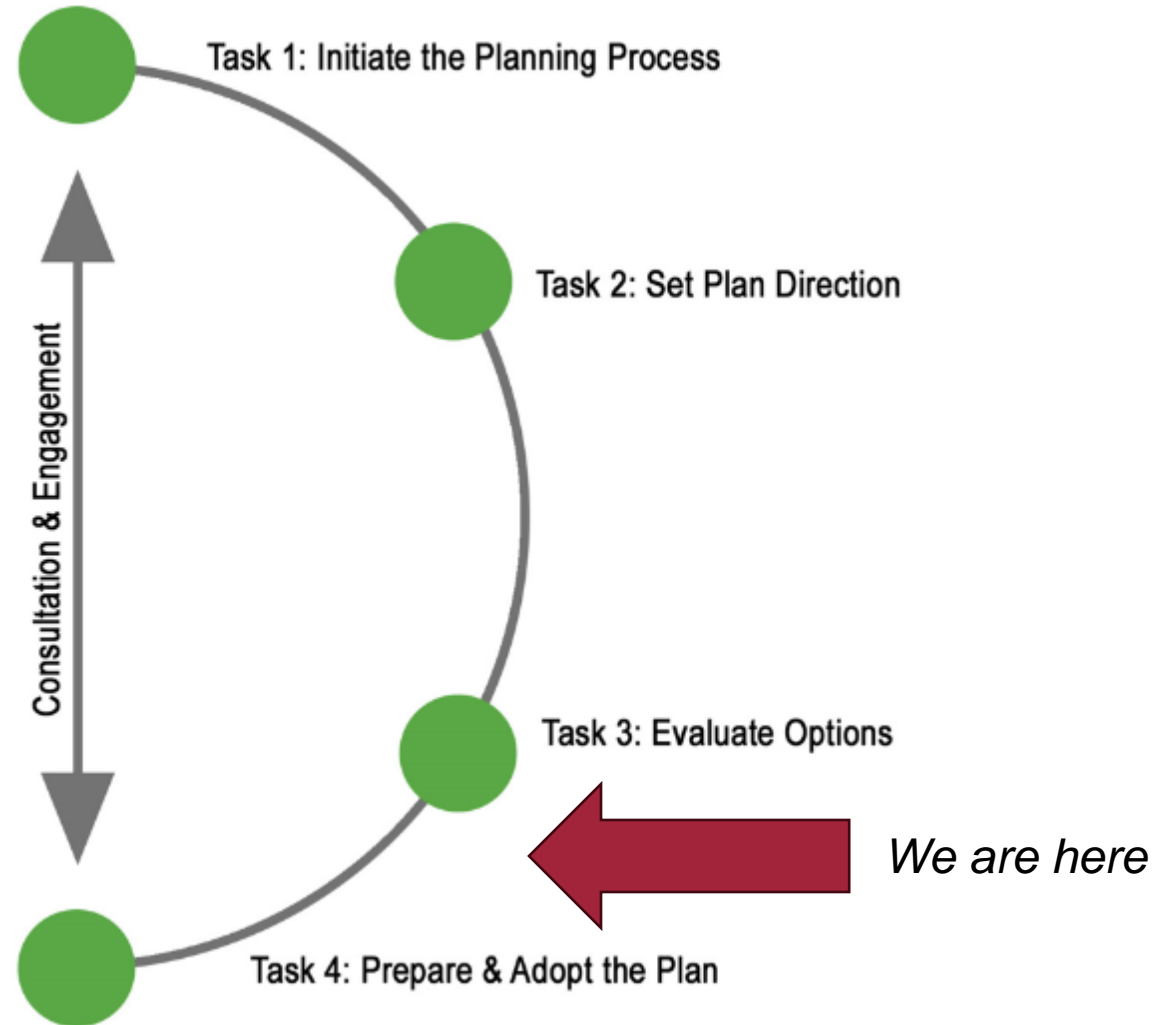 Task 1: Initiate the Planning Process
Task 2: Set Plan Direction
Consultation & Engagement
Task 3: Evaluate Options
We are here
Task 4: Prepare & Adopt the Plan